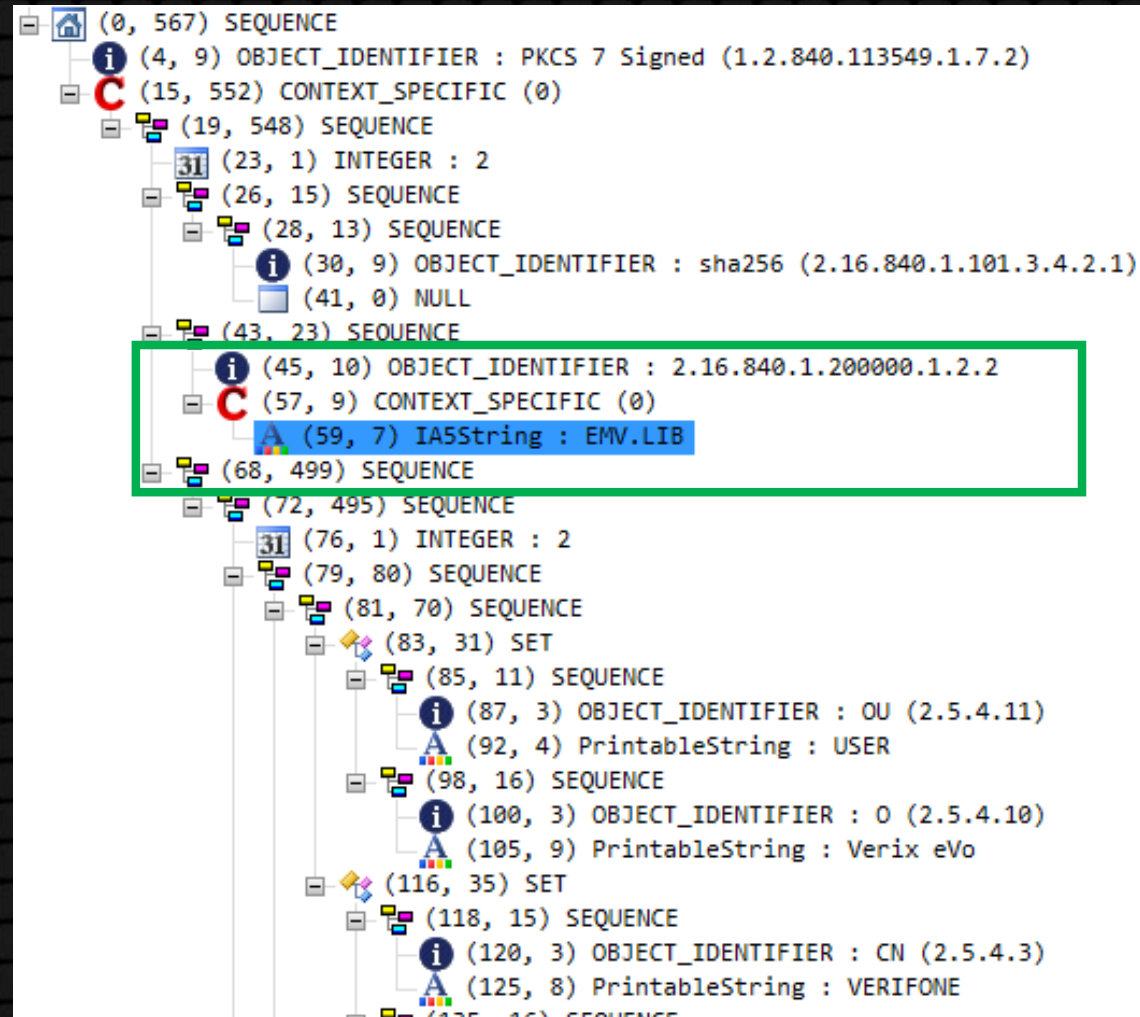 (0, 567) SEQUENCE
(4, 9) OBJECT_IDENTIFIER : PKCS 7 Signed (1.2.840.113549.1.7.2)
(15, 552) CONTEXT_SPECIFIC (0)
(19, 548) SEQUENCE
(23, 1) INTEGER : 2
(26, 15) SEQUENCE
(28, 13) SEQUENCE
(30, 9) OBJECT_IDENTIFIER : sha256 (2.16.840.1.101.3.4.2.1)
(41, 0) NULL
(43, 23) SEQUENCE
(45, 10) OBJECT_IDENTIFIER : 2.16.840.1.200000.1.2.2
(57, 9) CONTEXT_SPECIFIC (0)
(59, 7) IA5String : EMV.LIB
(68, 499) SEQUENCE
(72, 495) SEQUENCE
(76, 1) INTEGER : 2
(79, 80) SEQUENCE
(81, 70) SEQUENCE
(83, 31) SET
(85, 11) SEQUENCE
(87, 3) OBJECT_IDENTIFIER : OU (2.5.4.11)
(92, 4) PrintableString : USER
(98, 16) SEQUENCE
(100, 3) OBJECT_IDENTIFIER : O (2.5.4.10)
(105, 9) PrintableString : Verix eVo
(116, 35) SET
(118, 15) SEQUENCE
(120, 3) OBJECT_IDENTIFIER : CN (2.5.4.3)
(125, 8) PrintableString : VERIFONE
(135, 16) SEQUENCE